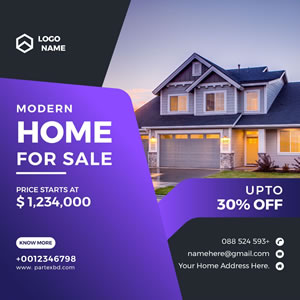 LOGO
NAME
MODERN
HOME
FOR SALE
PRICE STARTS AT
$ 1,234,000
UPTO
30% OFF
KNOW MORE
+0012346798
www. partexbd.com
088 524 593+
namehere@gmail.com
Your Home Address Here.